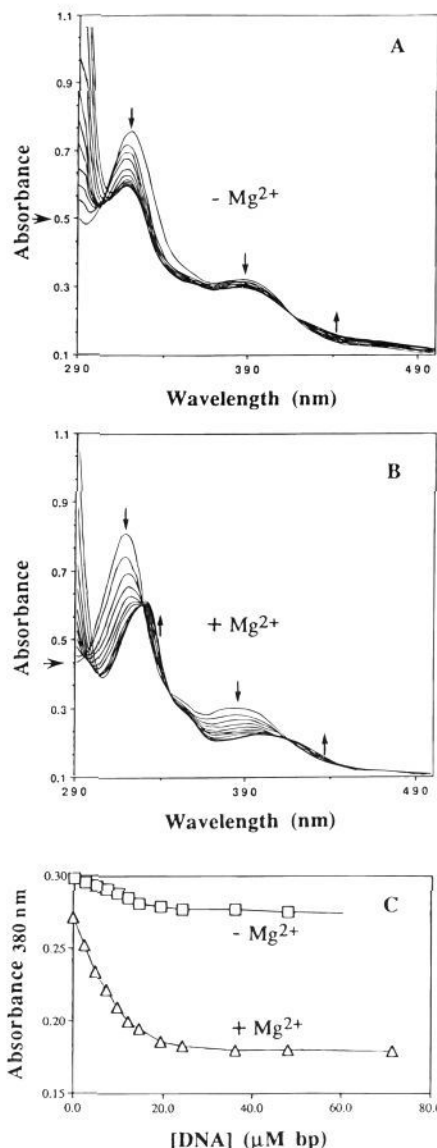 1.1
A
0.9
0.7
Absorbance
- Mg2+
0.5
0.3
0.1
290
390
490
Wavelength (nm)
1.1
B
0.9
0.7
Absorbance
+ Mg2+
0.5
0.3
0.1
290
390
490
Wavelength (nm)
0.30
C
- Mg2+
0.25
Absorbance 380 nm
0.20
+ Mg2+
0.15
0.0
20.0
40.0
60.0
80.0
[DNA] (μM bp)